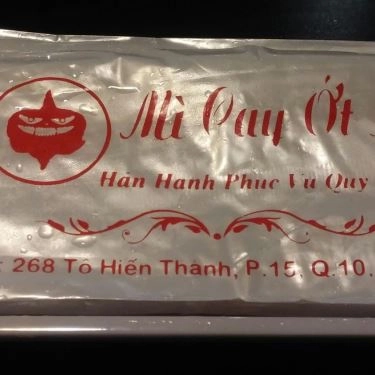 Mì Cay Ớt
Hân Hạnh Phục Vụ Quý
: 268 Tô Hiến Thành, P.15, Q.10,